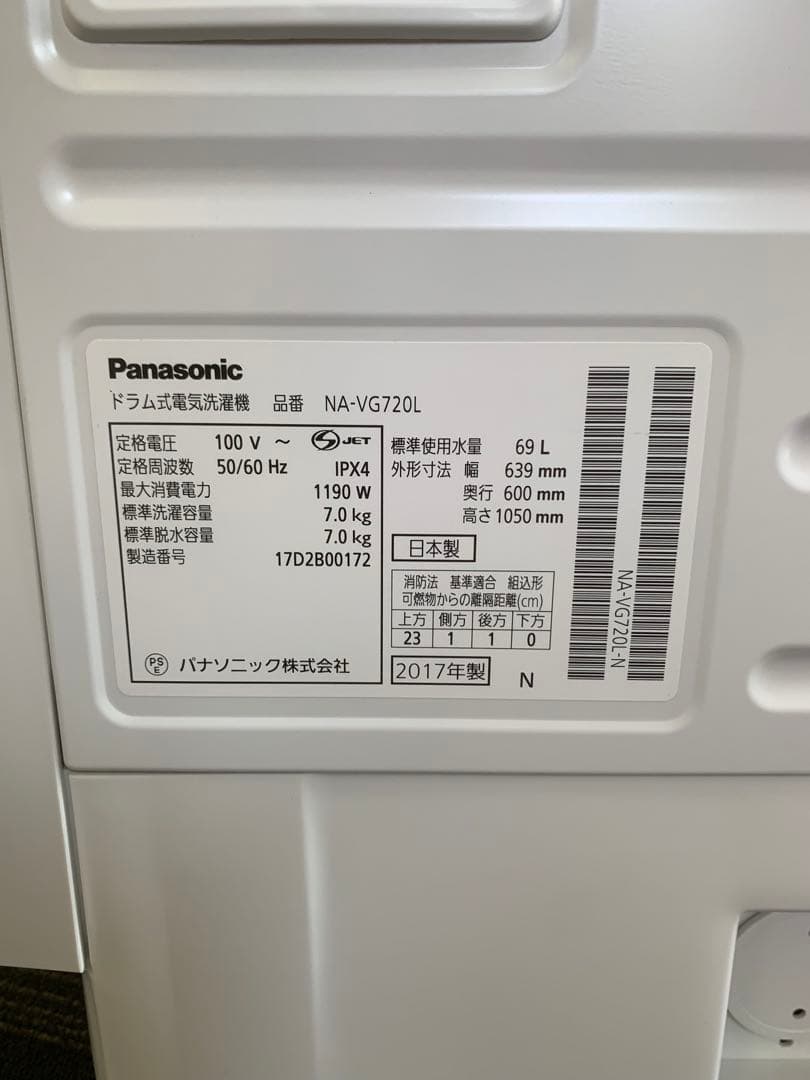 Panasonic
ドラム式電気洗濯機 品番 NA-VG720L
定格電圧 100 V ~ JET
定格周波数 50/60 Hz IPX4
最大消費電力 1190 W
標準洗濯容量 7.0 kg
標準脱水容量 7.0 kg
製造番号 17D2B00172
PS
E パナソニック株式会社
標準使用水量 69 L
外形寸法 幅 639 mm
奥行 600 mm
高さ 1050 mm
日本製
消防法 基準適合 組込形
可燃物からの離隔距離(cm)
上方 側方 後方 下方
23 1 1 0
2017年製 N
NA-VG720L-N